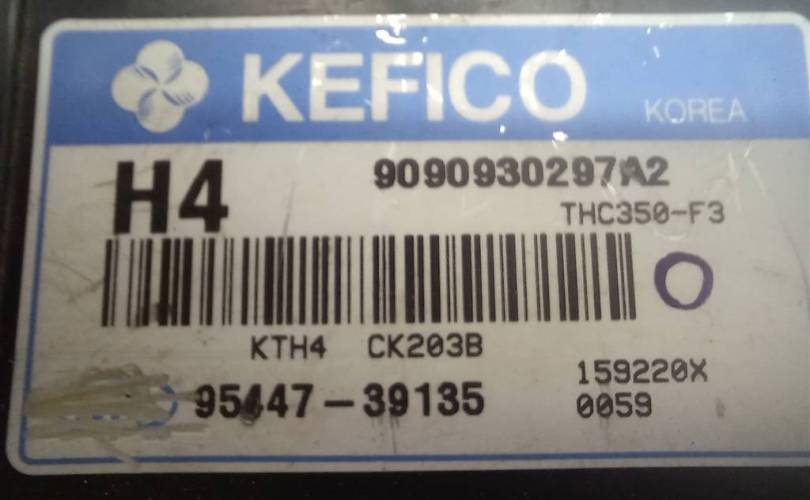 KEFICO
KOREA
H4
9090930297A2
THC350-F3
KTH4 CK203B
95447-39135
159220X
0059